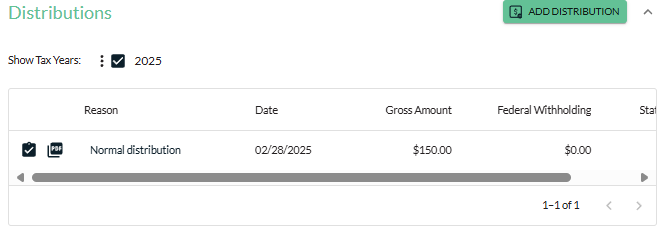 Distributions
ADD DISTRIBUTION
Show Tax Years: 2025
Reason Date Gross Amount Federal Withholding Stat
PDF Normal distribution 02/28/2025 $150.00 $0.00
1–1 of 1